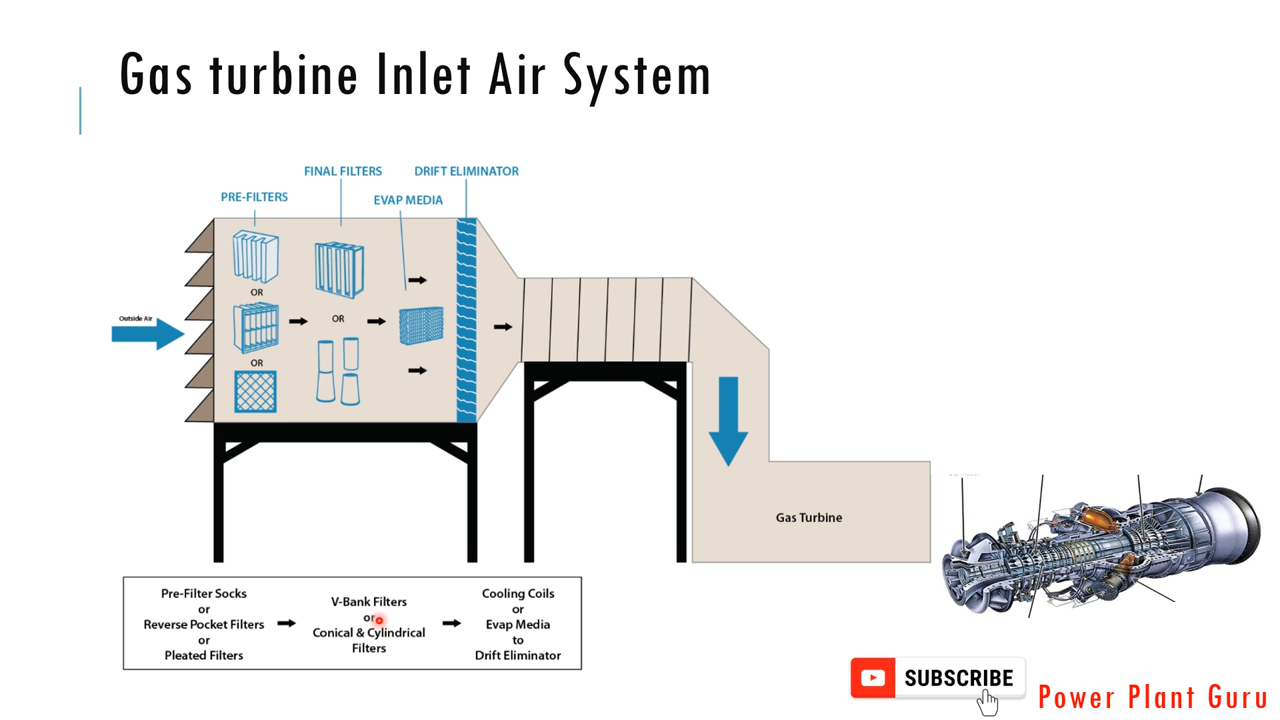 Gas turbine Inlet Air System
FINAL FILTERS
DRIFT ELIMINATOR
PRE-FILTERS
EVAP MEDIA
OR
Outside Air
OR
OR
Gas Turbine
Pre-Filter Socks
or
Reverse Pocket Filters
or
Pleated Filters
V-Bank Filters
or
Conical & Cylindrical
Filters
Cooling Coils
or
Evap Media
to
Drift Eliminator
SUBSCRIBE
Power Plant Guru